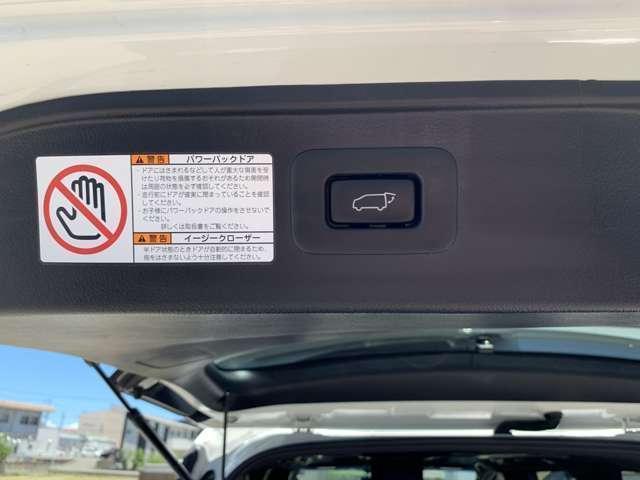 警告 パワーバックドア
・ドアにはさまれるなどして人が重大な傷害を
受けたり荷物を損傷するおそれがあるため開閉時
は周囲の状態を必ず確認してください。
・走行前にドアが確実に閉まっていることを確認
してください。
・お子様にパワーバックドアの操作をさせないで
ください。
詳しくは取扱書をご覧ください。
警告 イージークローザー
半ドア状態のときドアが自動的に閉まるため、
指をはさまないよう十分注意してください。